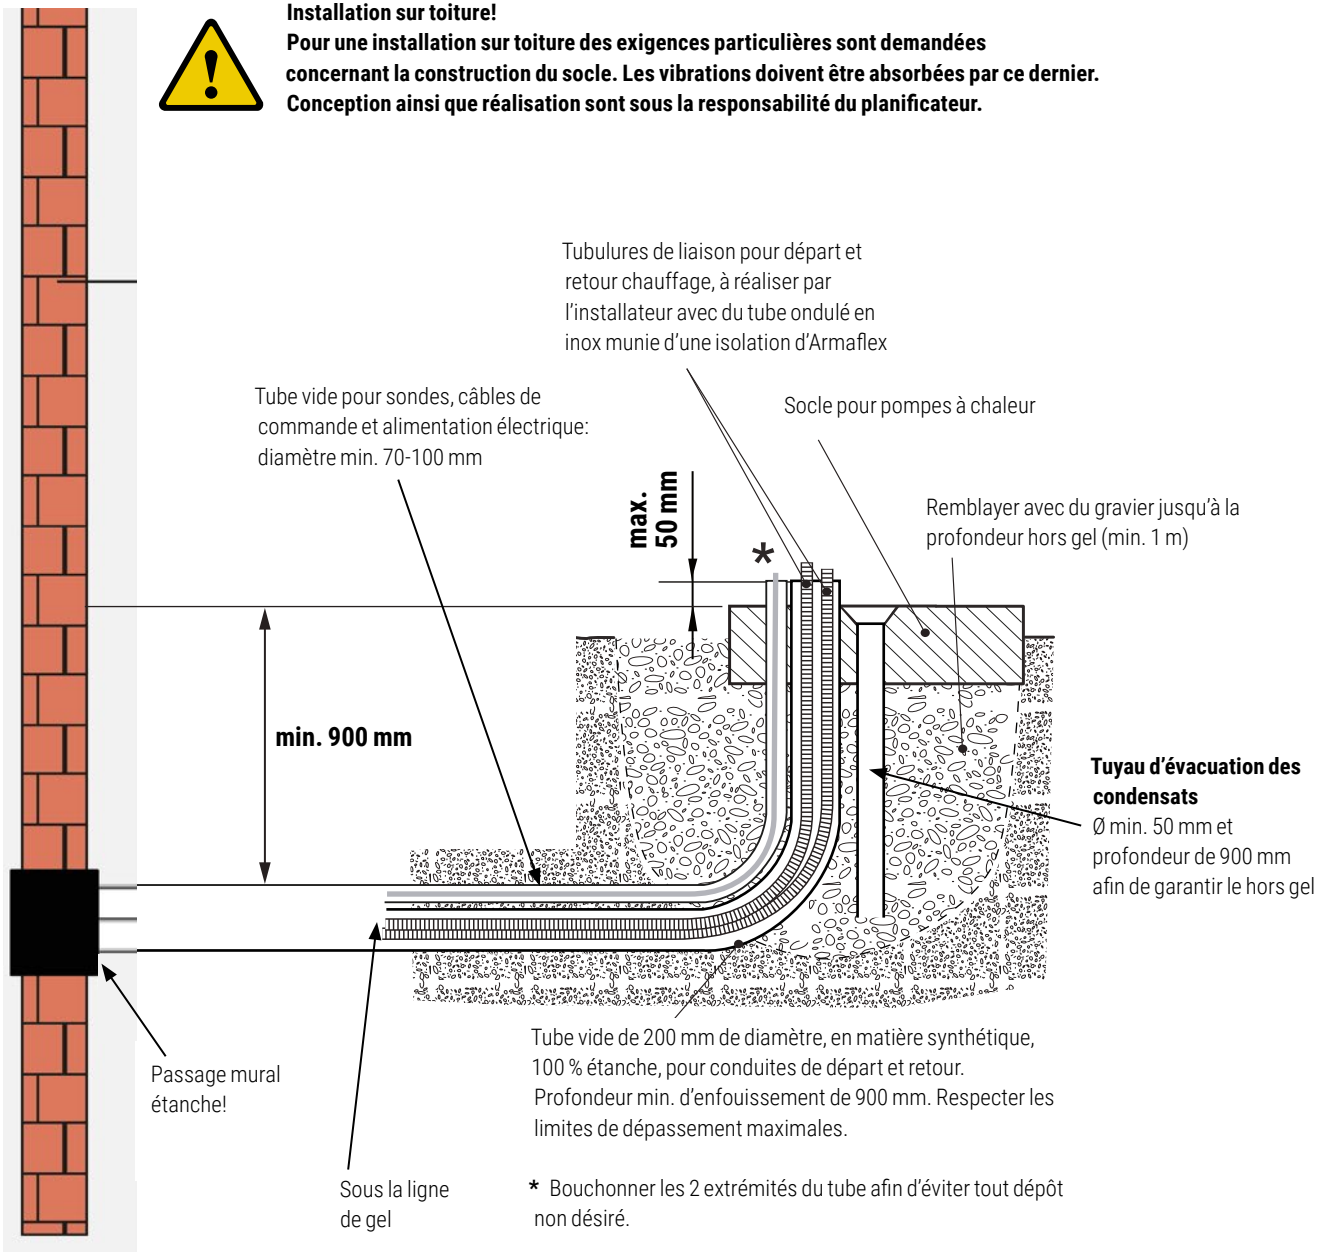 Installation sur toiture!
Pour une installation sur toiture des exigences particulières sont demandées
concernant la construction du socle. Les vibrations doivent être absorbées par ce dernier.
Conception ainsi que réalisation sont sous la responsabilité du planificateur.
Tubulures de liaison pour départ et
retour chauffage, à réaliser par
l'installateur avec du tube ondulé en
inox munie d'une isolation d'Armaflex
Tube vide pour sondes, câbles de
commande et alimentation électrique:
diamètre min. 70-100 mm
Socle pour pompes à chaleur
max.
50 mm
Remblayer avec du gravier jusqu'à la
profondeur hors gel (min. 1 m)
*
min. 900 mm
Tuyau d'évacuation des
condensats
Ø min. 50 mm et
profondeur de 900 mm
afin de garantir le hors gel
Passage mural
étanche!
Tube vide de 200 mm de diamètre, en matière synthétique,
100 % étanche, pour conduites de départ et retour.
Profondeur min. d'enfouissement de 900 mm. Respecter les
limites de dépassement maximales.
Sous la ligne
de gel
* Bouchonner les 2 extrémités du tube afin d'éviter tout dépôt
non désiré.